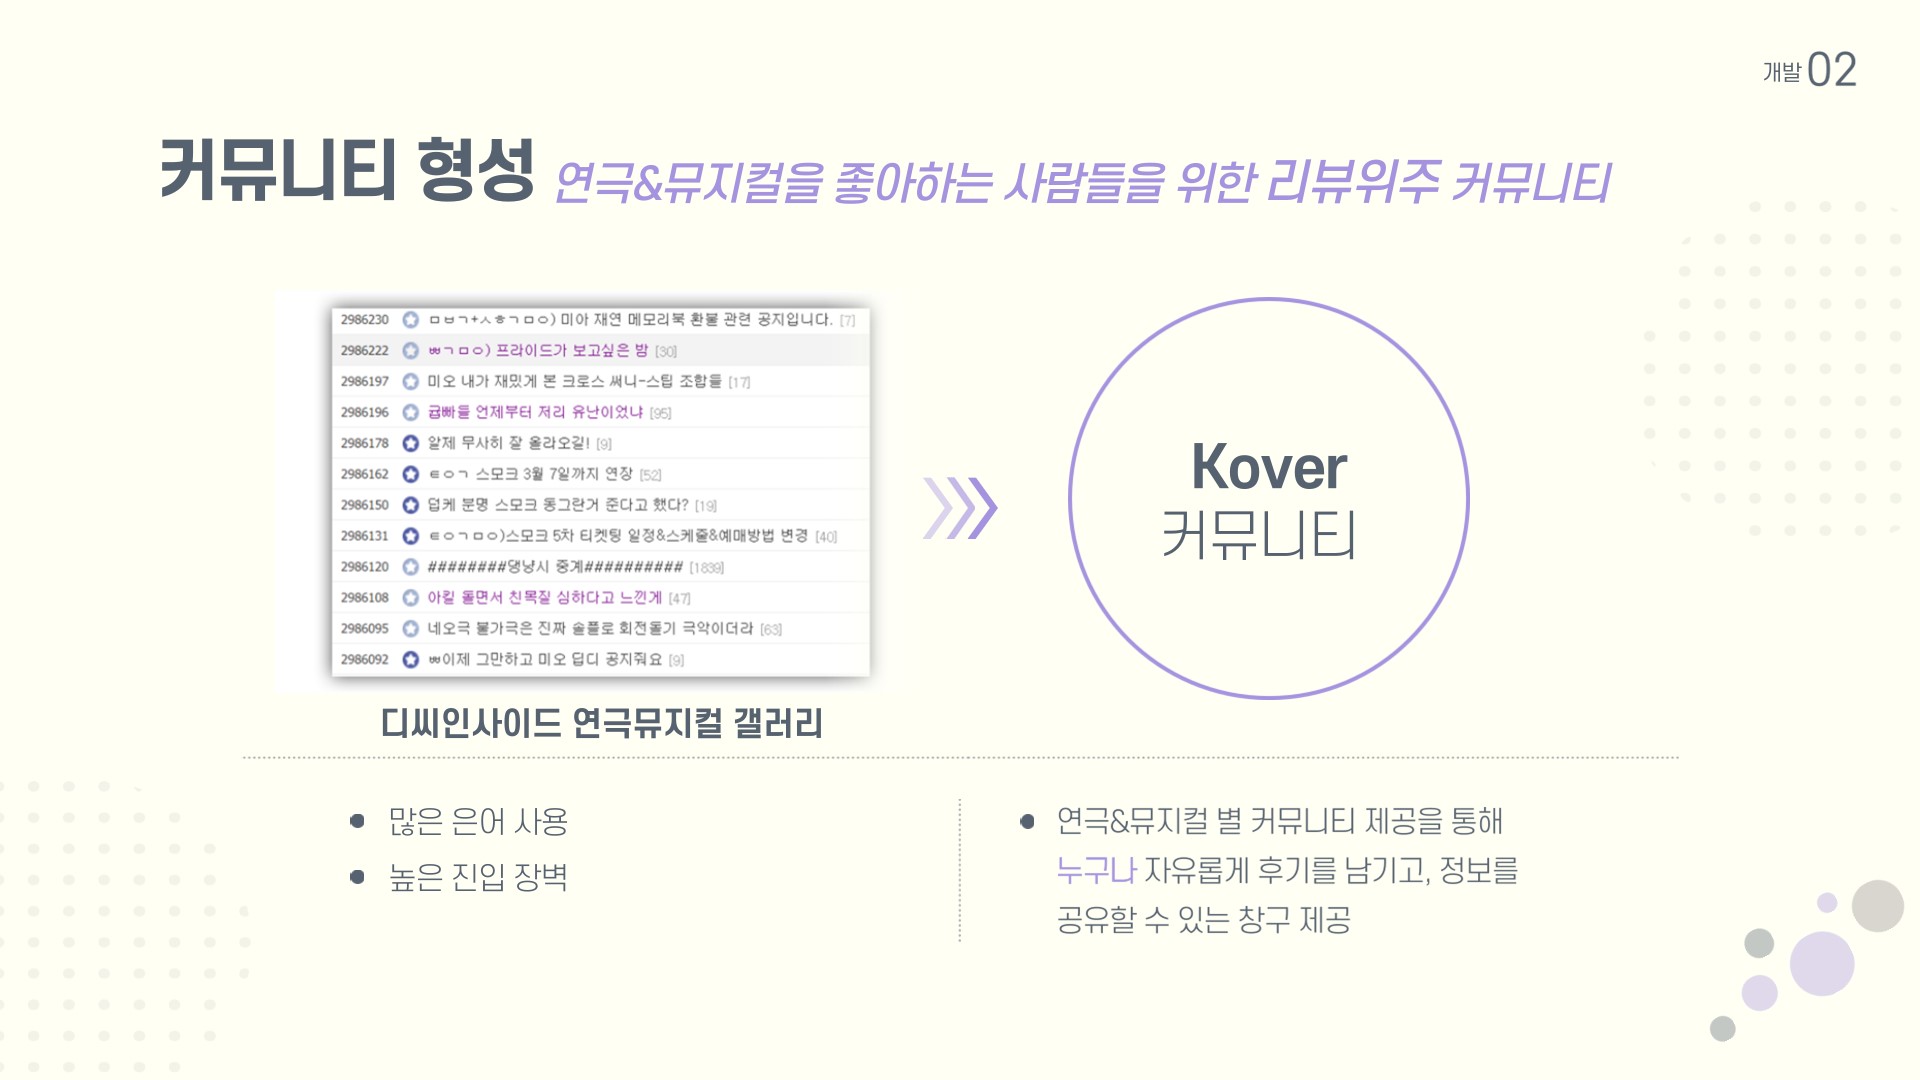 개발 02
커뮤니티 형성 연극&뮤지컬을 좋아하는 사람들을 위한 리뷰위주 커뮤니티
2986230 ㅁㅂㄱ+ㅅㅎㄱㅁㅇ) 미아 재연 메모리북 환불 관련 공지입니다. [7]
2986222 ㅃㄱㅁㅇ) 프라이드가 보고싶은 밤 [30]
2986197 미오 내가 재밌게 본 크로스 써니-스팁 조합들 [17]
2986196 귭빠들 언제부터 저리 유난이었냐 [95]
2986178 알제 무사히 잘 올라오길! [9]
2986162 ㅌㅇㄱ 스모크 3월 7일까지 연장 [52]
2986150 덥케 분명 스모크 동그란거 준다고 했다? [19]
2986131 ㅌㅇㄱㅁㅇ)스모크 5차 티켓팅 일정&스케줄&예매방법 변경 [40]
2986120 ########댕냥시 중계########## [1839]
2986108 아킬 돌면서 친목질 심하다고 느낀게 [47]
2986095 네오극 불가극은 진짜 솔플로 회전돌기 극악이더라 [63]
2986092 ㅃ이제 그만하고 미오 딥디 공지줘요 [9]
디씨인사이드 연극뮤지컬 갤러리
Kover
커뮤니티
많은 은어 사용
높은 진입 장벽
연극&뮤지컬 별 커뮤니티 제공을 통해
누구나 자유롭게 후기를 남기고, 정보를
공유할 수 있는 창구 제공